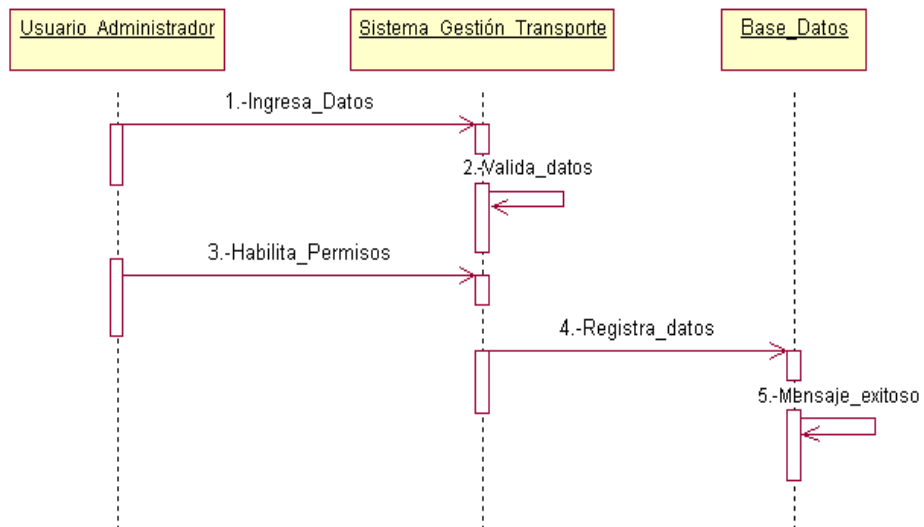 Usuario_Administrador
Sistema_Gestión_Transporte
Base_Datos
1.-Ingresa_Datos
2.-Valida_datos
3.-Habilita_Permisos
4.-Registra_datos
5.-Mensaje_exitoso